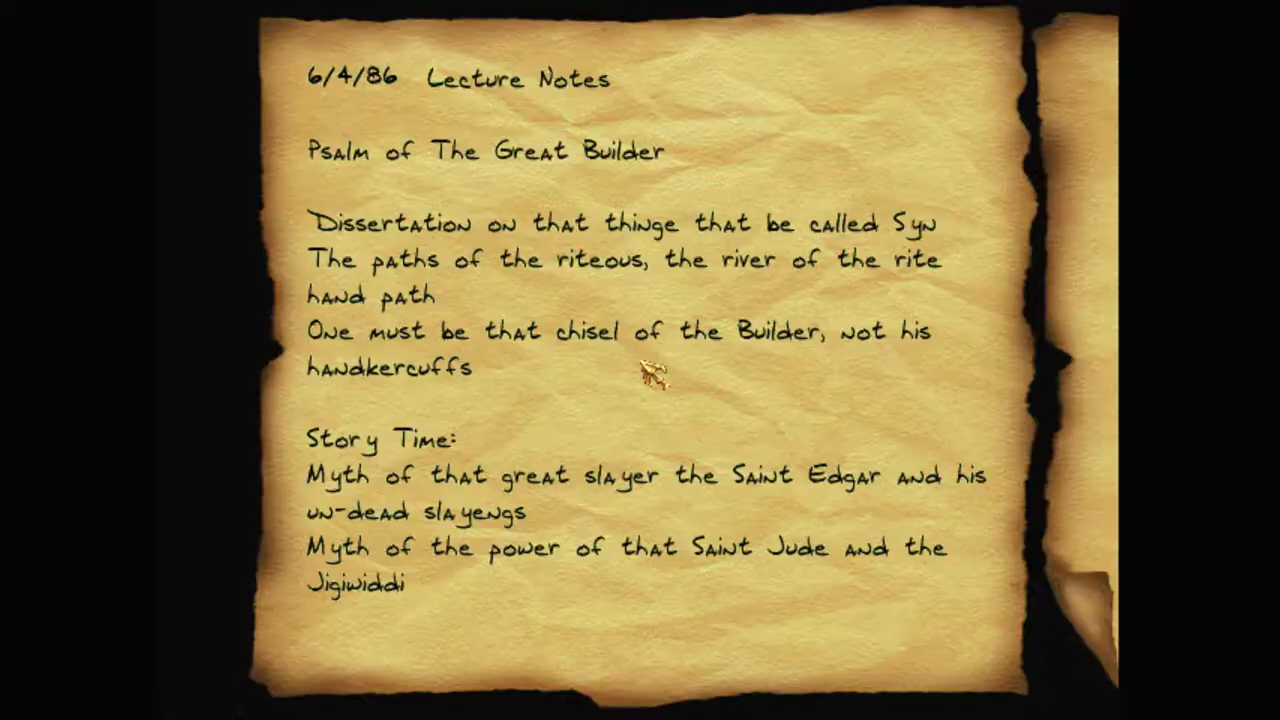 6/4/86 Lecture Notes
Psalm of The Great Builder
Dissertation on that thinge that be called Syn
The paths of the riteous, the river of the rite
hand path
One must be that chisel of the Builder, not his
handkercuffs
Story Time:
Myth of that great slayer the Saint Edgar and his
un-dead slayengs
Myth of the power of that Saint Jude and the
Jigiwiddi